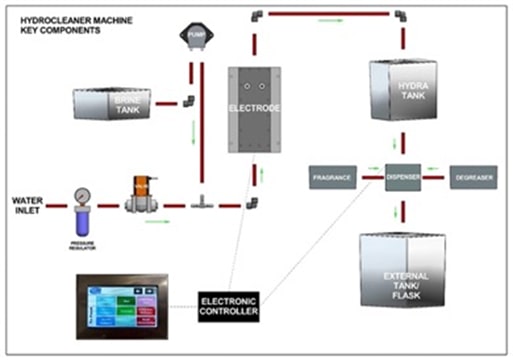 HYDROCLEANER MACHINE
KEY COMPONENTS
PUMP
BRINE
TANK
ELECTRODE
HYDRA
TANK
FRAGRANCE
DISPENSER
DEGREASER
WATER
INLET
PRESSURE
REGULATOR
EXTERNAL
TANK/
FLASK
ELECTRONIC
CONTROLLER